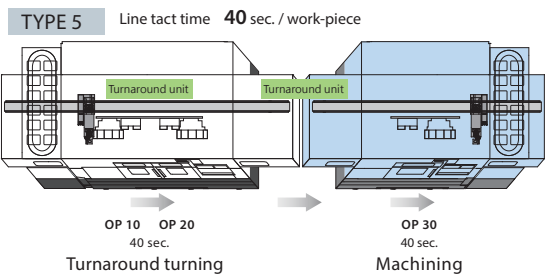 TYPE 5 Line tact time 40 sec. / work-piece
Turnaround unit Turnaround unit
OP 10 OP 20 OP 30
40 sec. 40 sec.
Turnaround turning Machining